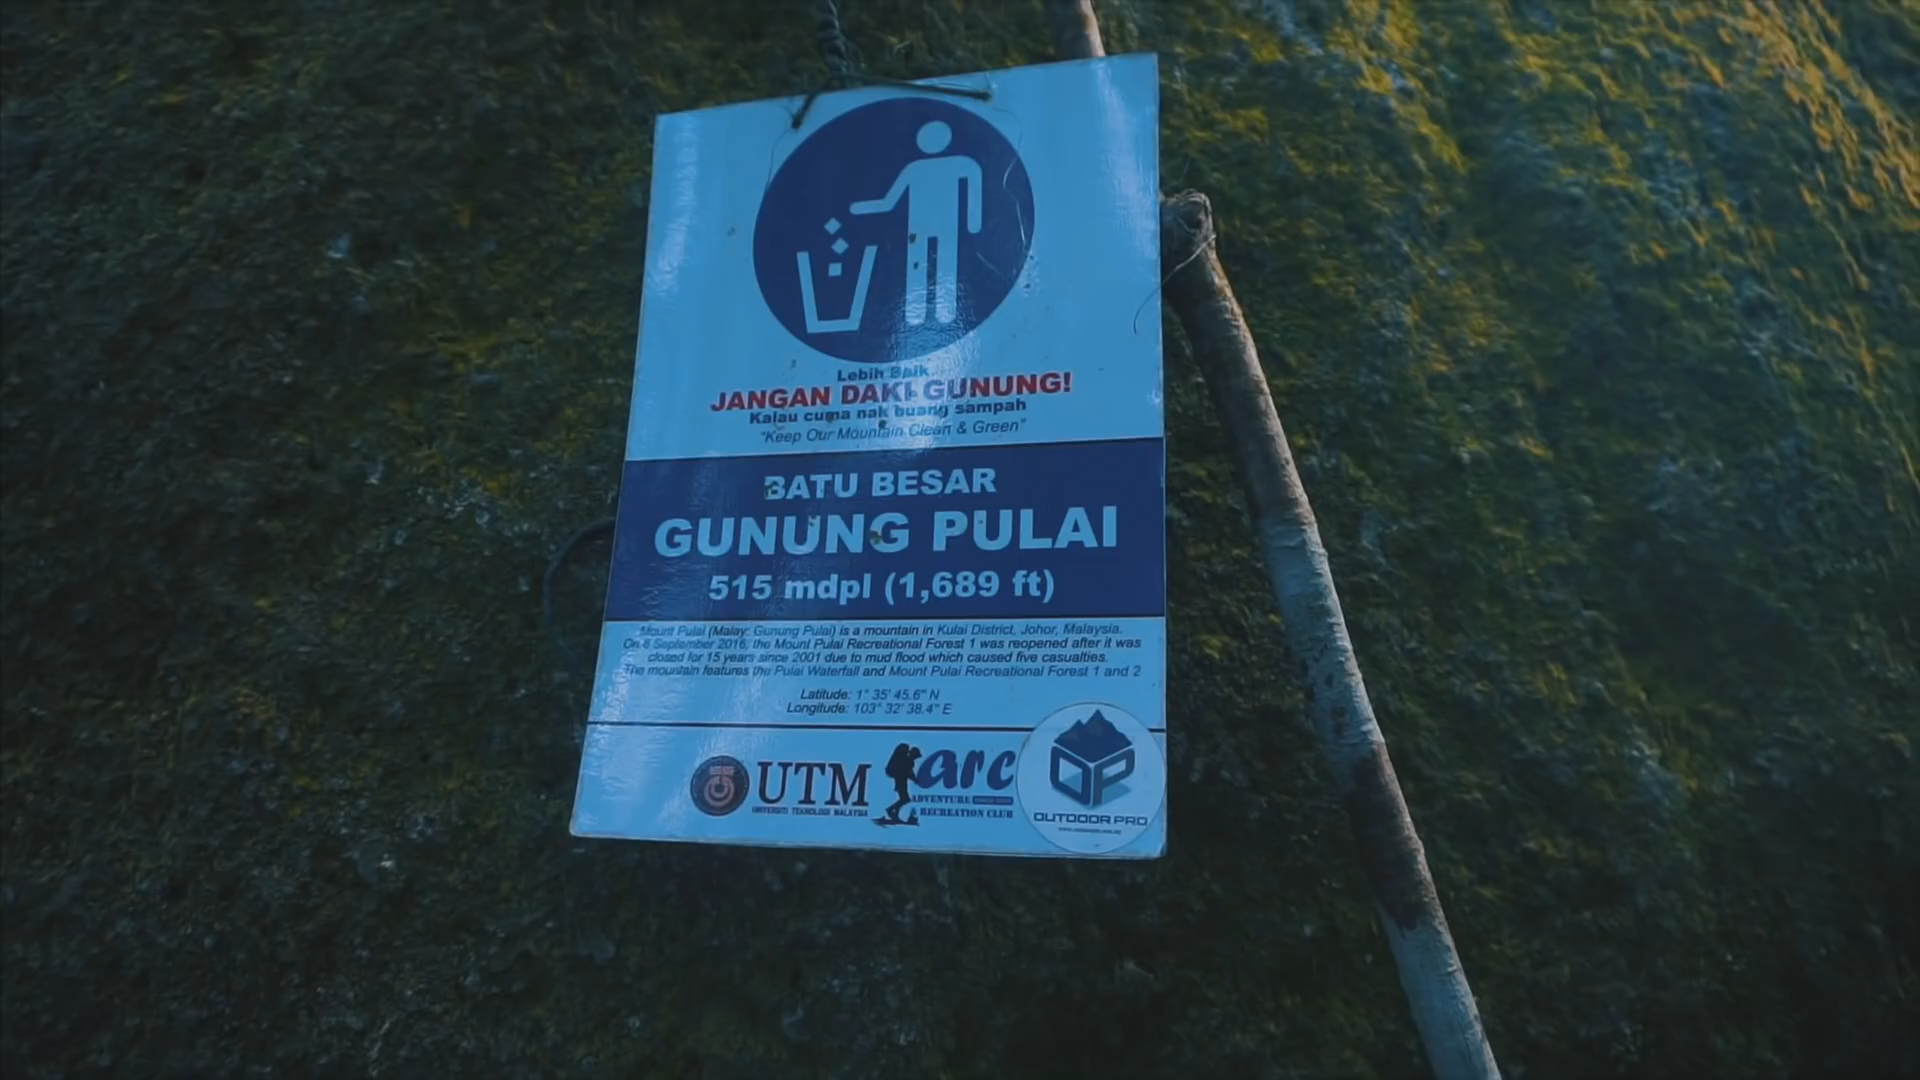 Lebih Baik
JANGAN DAKI GUNUNG!
Kalau cuma nak buang sampah
"Keep Our Mountain Clean & Green"
BATU BESAR
GUNUNG PULAI
515 mdpl (1,689 ft)
Mount Pulai (Malay: Gunung Pulai) is a mountain in Kulai District, Johor, Malaysia.
On 8 September 2016, the Mount Pulai Recreational Forest 1 was reopened after it was
closed for 15 years since 2001 due to mud flood which caused five casualties.
The mountain features the Pulai Waterfall and Mount Pulai Recreational Forest 1 and 2
Latitude: 1° 35' 45.6" N
Longitude: 103° 32' 38.4" E
UTM
UNIVERSITI TEKNOLOGI MALAYSIA
arc
ADVENTURE
& RECREATION CLUB
OP
OUTDOOR PRO